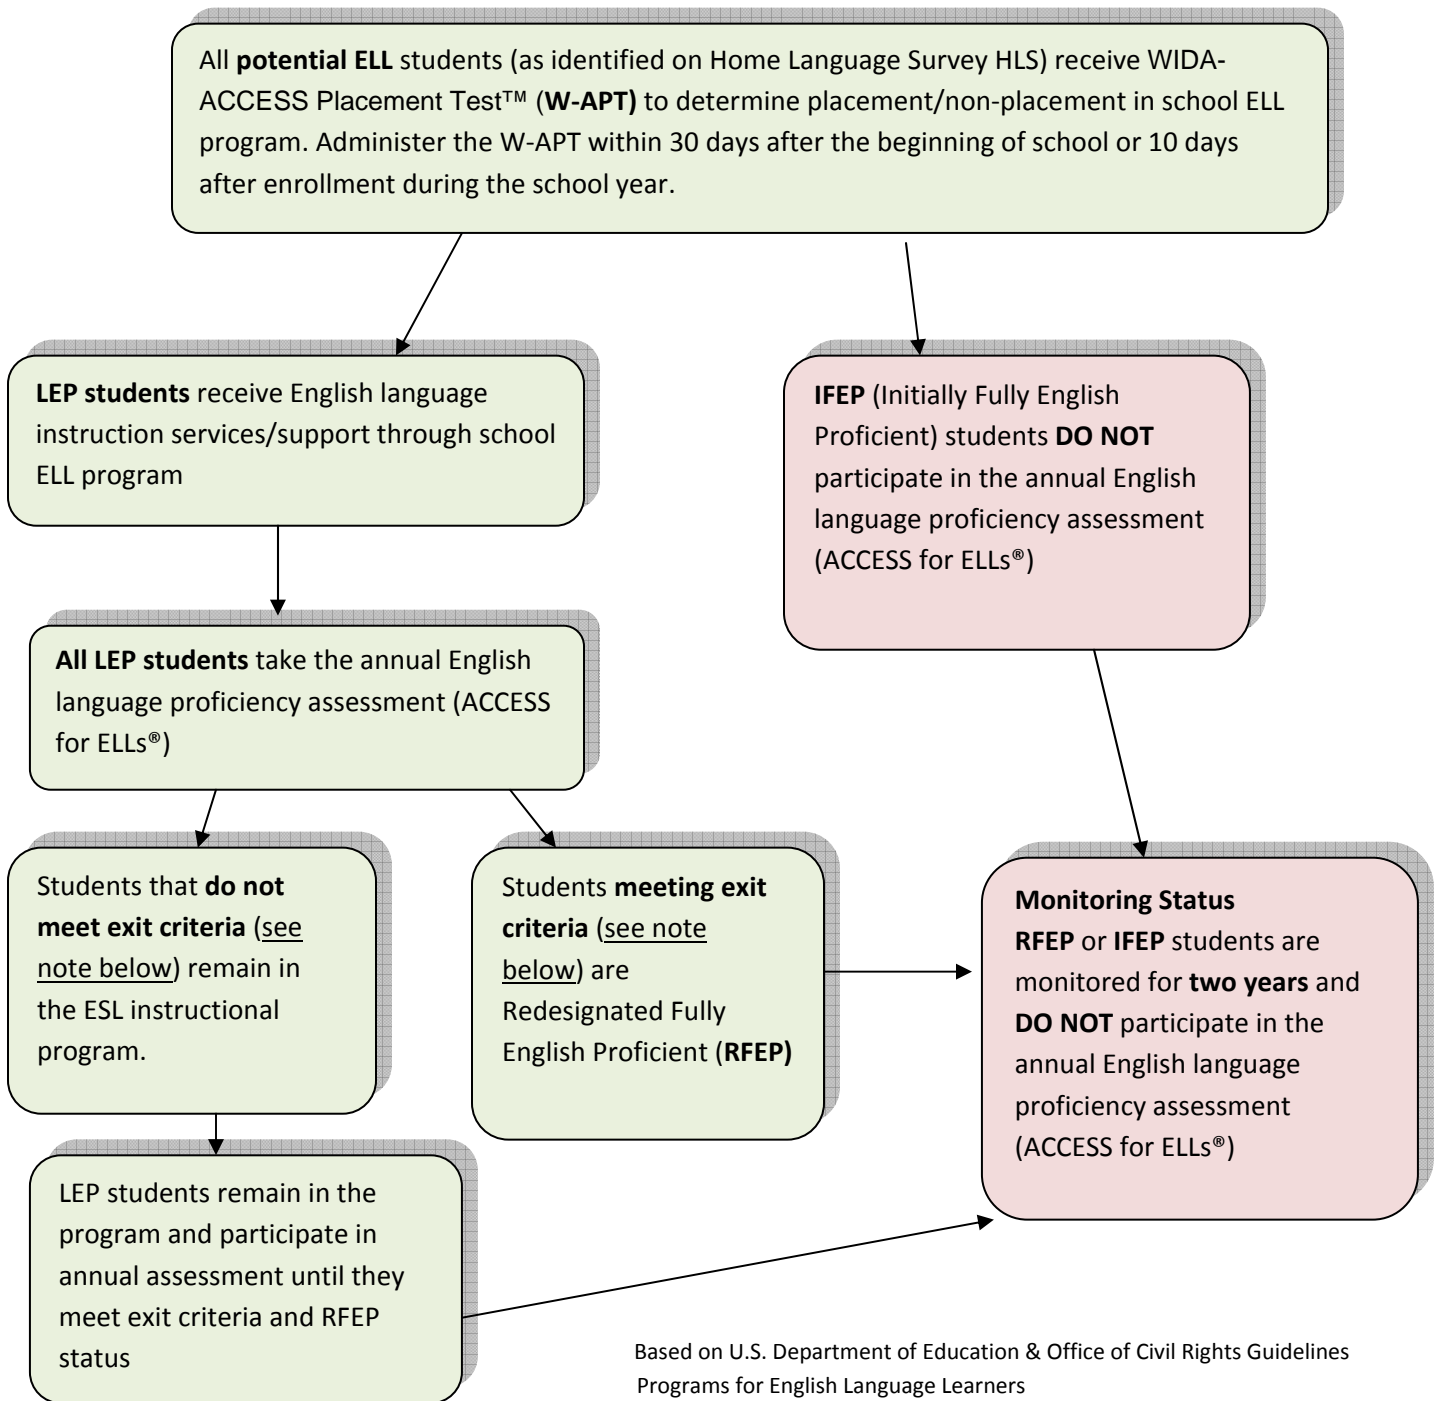 All potential ELL students (as identified on Home Language Survey HLS) receive WIDA-
ACCESS Placement Test™ (W-APT) to determine placement/non-placement in school ELL
program. Administer the W-APT within 30 days after the beginning of school or 10 days
after enrollment during the school year.
LEP students receive English language
instruction services/support through school
ELL program
IFEP (Initially Fully English
Proficient) students DO NOT
participate in the annual English
language proficiency assessment
(ACCESS for ELLs®)
All LEP students take the annual English
language proficiency assessment (ACCESS
for ELLs®)
Students that do not
meet exit criteria (see
note below) remain in
the ESL instructional
program.
Students meeting exit
criteria (see note
below) are
Redesignated Fully
English Proficient (RFEP)
Monitoring Status
RFEP or IFEP students are
monitored for two years and
DO NOT participate in the
annual English language
proficiency assessment
(ACCESS for ELLs®)
LEP students remain in the
program and participate in
annual assessment until they
meet exit criteria and RFEP
status
Based on U.S. Department of Education & Office of Civil Rights Guidelines
Programs for English Language Learners